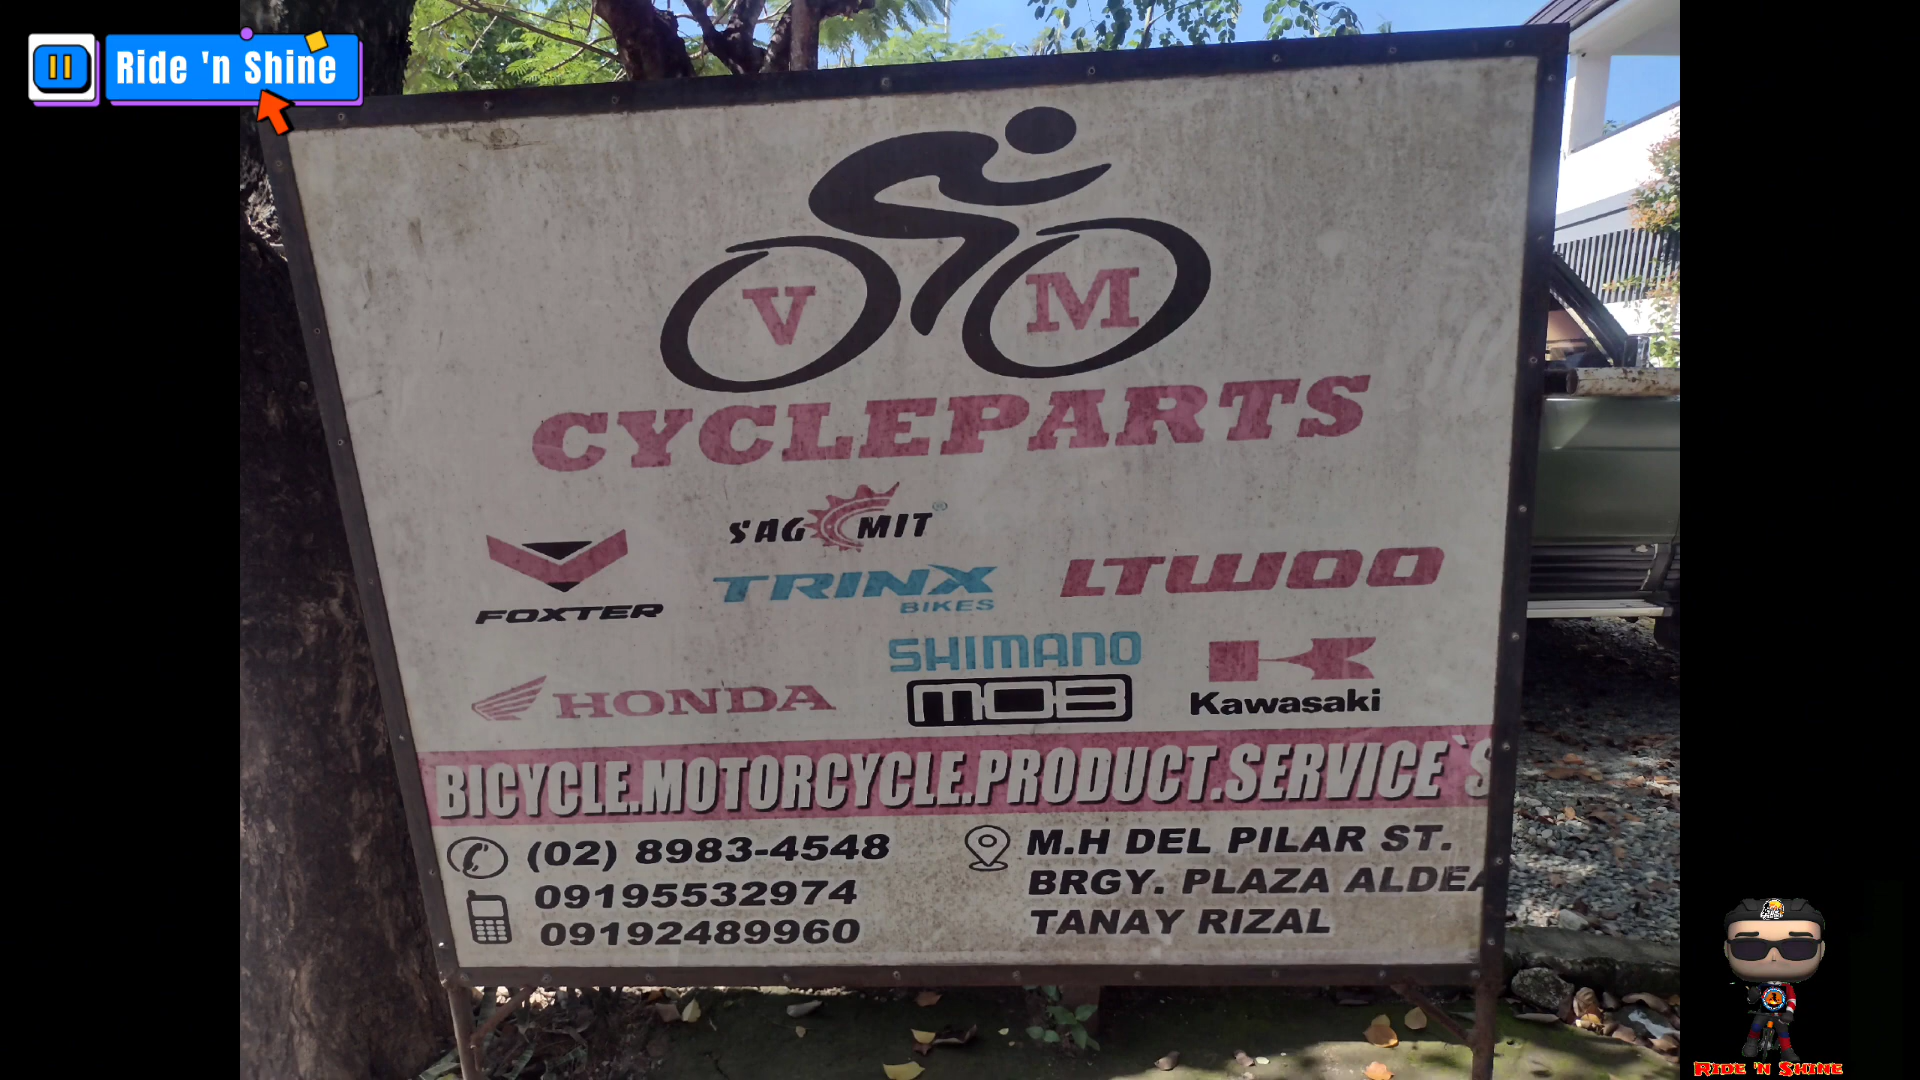 Ride 'n Shine
V M
CYCLEPARTS
SAGMIT®
FOXTER
TRINX
BIKES
LTWOO
HONDA
SHIMANO
MOB
Kawasaki
BICYCLE.MOTORCYCLE.PRODUCT.SERVICE`S
(02) 8983-4548
09195532974
09192489960
M.H DEL PILAR ST.
BRGY. PLAZA ALDEA
TANAY RIZAL
RIDE 'N SHINE